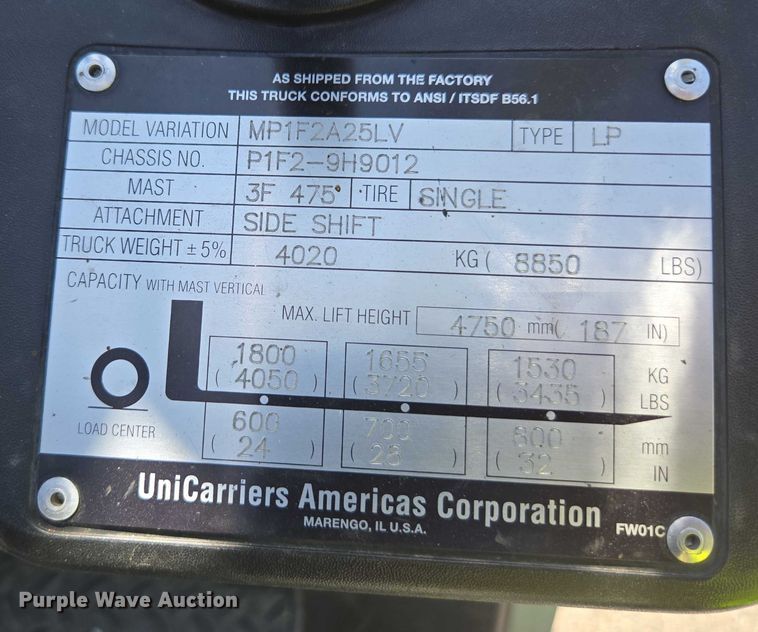 AS SHIPPED FROM THE FACTORY
THIS TRUCK CONFORMS TO ANSI / ITSDF B56.1
MODEL VARIATION MP1F2A25LV TYPE LP
CHASSIS NO. P1F2-9H9012
MAST 3F 475 TIRE SINGLE
ATTACHMENT SIDE SHIFT
TRUCK WEIGHT ± 5% 4020 KG ( 8850 LBS)
CAPACITY WITH MAST VERTICAL
MAX. LIFT HEIGHT 4750 mm( 187 IN)
1800 1655 1530 KG
( 4050 ) ( 3720 ) ( 3435 ) LBS
LOAD CENTER 600 700 800 mm
( 24 ) ( 28 ) ( 32 ) IN
UniCarriers Americas Corporation
MARENGO, IL U.S.A. FW01C
Purple Wave Auction